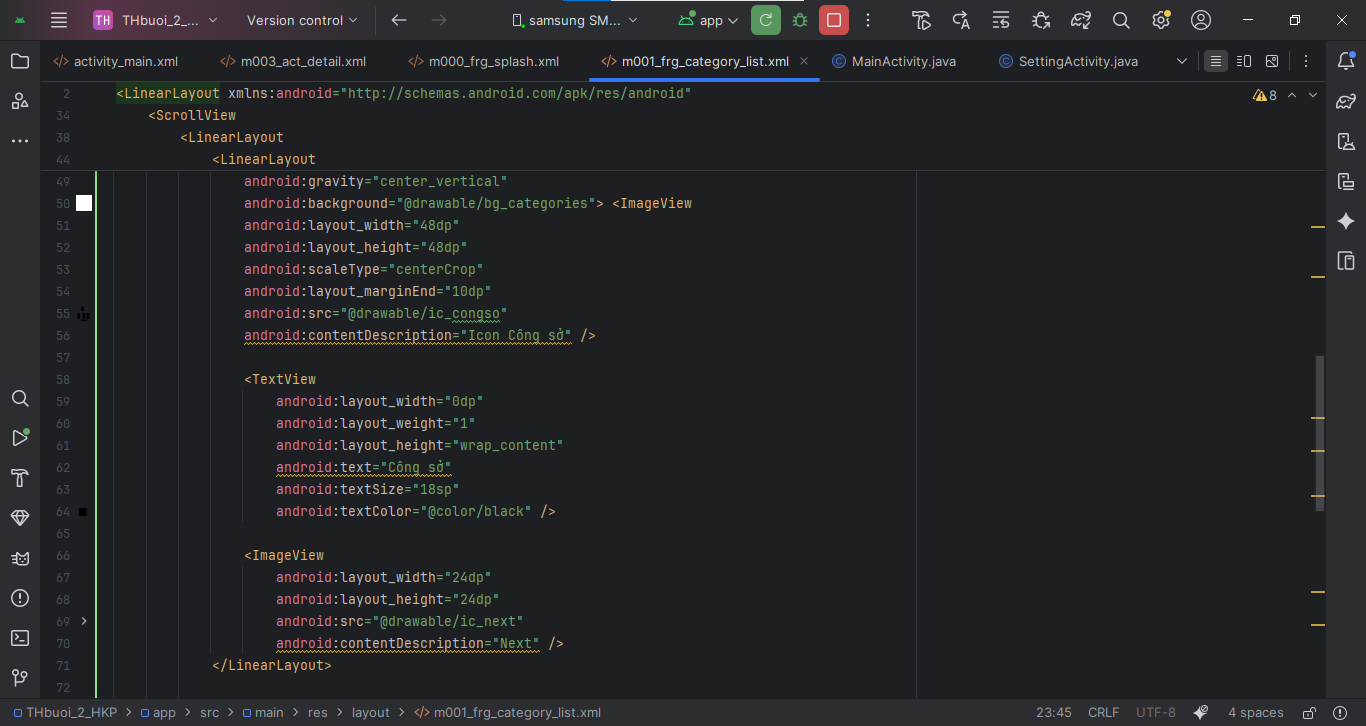 TH THbuoi_2_... Version control samsung SM... app
activity_main.xml m003_act_detail.xml m000_frg_splash.xml m001_frg_category_list.xml MainActivity.java SettingActivity.java
2 <LinearLayout xmlns:android="http://schemas.android.com/apk/res/android" 8
34 <ScrollView
38 <LinearLayout
44 <LinearLayout
49 android:gravity="center_vertical"
50 android:background="@drawable/bg_categories"> <ImageView
51 android:layout_width="48dp"
52 android:layout_height="48dp"
53 android:scaleType="centerCrop"
54 android:layout_marginEnd="10dp"
55 android:src="@drawable/ic_congso"
56 android:contentDescription="Icon Công sở" />
57
58 <TextView
59 android:layout_width="0dp"
60 android:layout_weight="1"
61 android:layout_height="wrap_content"
62 android:text="Công sở"
63 android:textSize="18sp"
64 android:textColor="@color/black" />
65
66 <ImageView
67 android:layout_width="24dp"
68 android:layout_height="24dp"
69 android:src="@drawable/ic_next"
70 android:contentDescription="Next" />
71 </LinearLayout>
72
THbuoi_2_HKP > app > src > main > res > layout > m001_frg_category_list.xml 23:45 CRLF UTF-8 4 spaces